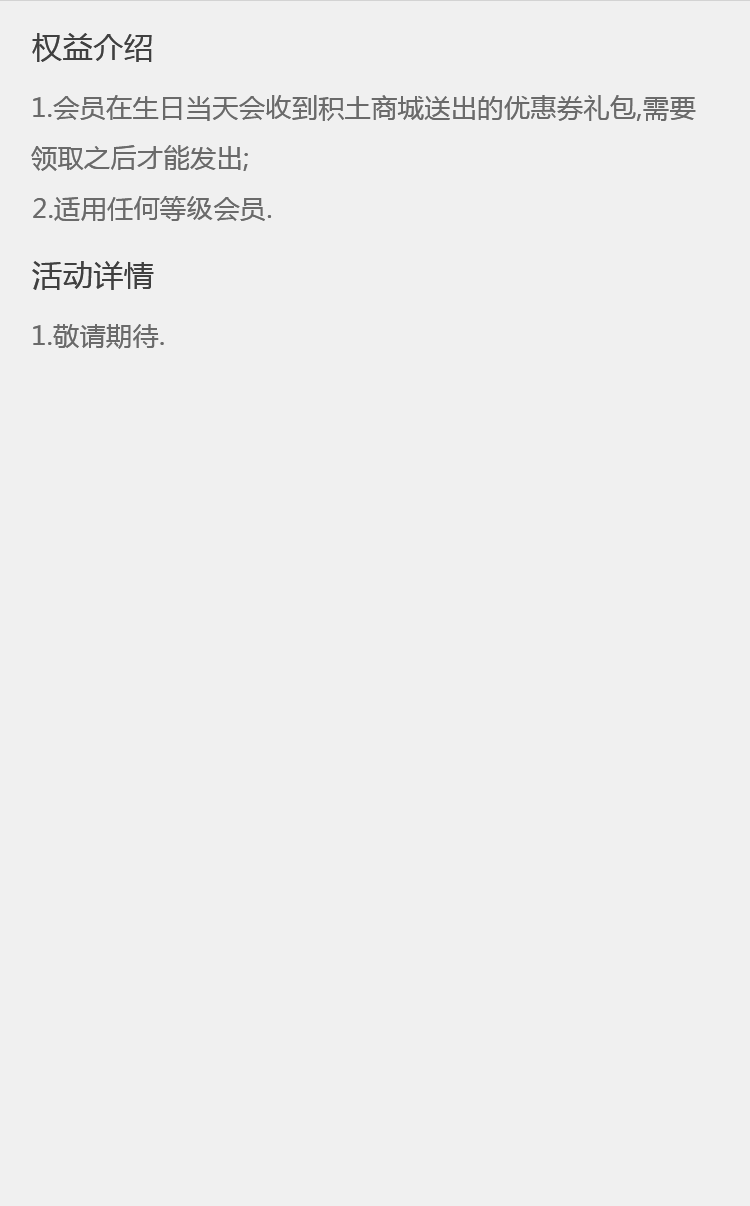 权益介绍
1.会员在生日当天会收到积土商城送出的优惠券礼包,需要
领取之后才能发出;
2.适用任何等级会员.
活动详情
1.敬请期待.